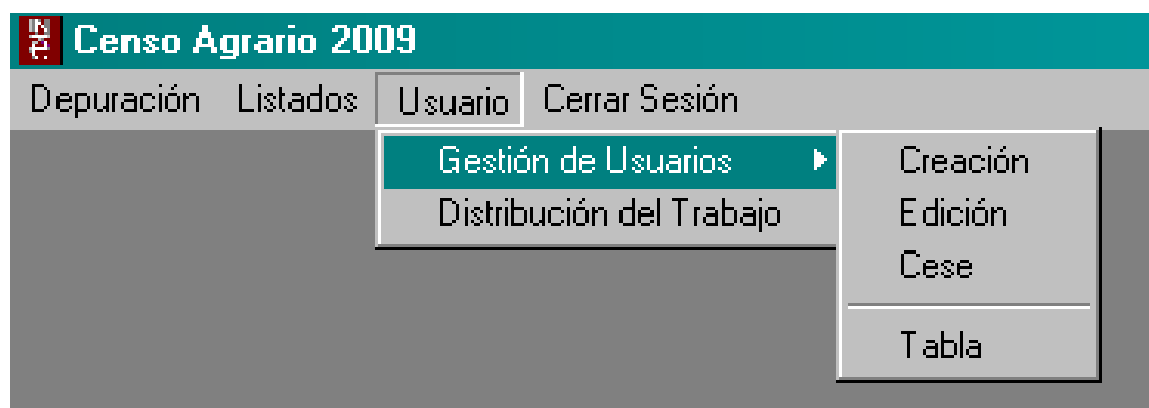 Censo Agrario 2009
Depuración Listados Usuario Cerrar Sesión
Gestión de Usuarios
Distribución del Trabajo
Creación
Edición
Cese
Tabla